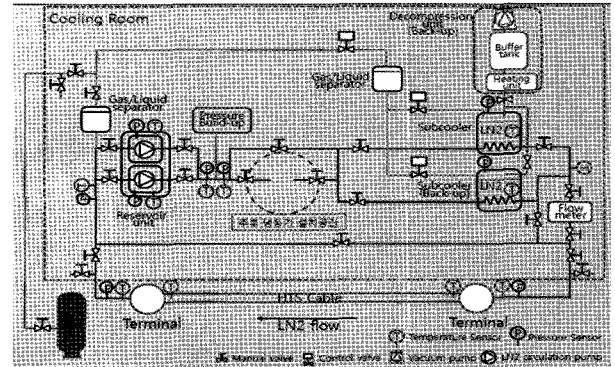 Cooling Room
Decompression
unit
(Back-up)
Buffer
tank
Heating
unit
Gas/Liquid
separator
Gas/Liquid
separator
Pressure
Build-up
Subcooler
LN2
T
Subcooler
(Back-up)
LN2
T
Reservoir
unit
Flow
meter
HTS Cable
Terminal
LN2 flow
Terminal
T Temperature Sensor
P Pressure Sensor
Manual valve
Control valve
Vacuum pump
LN2 circulation pump